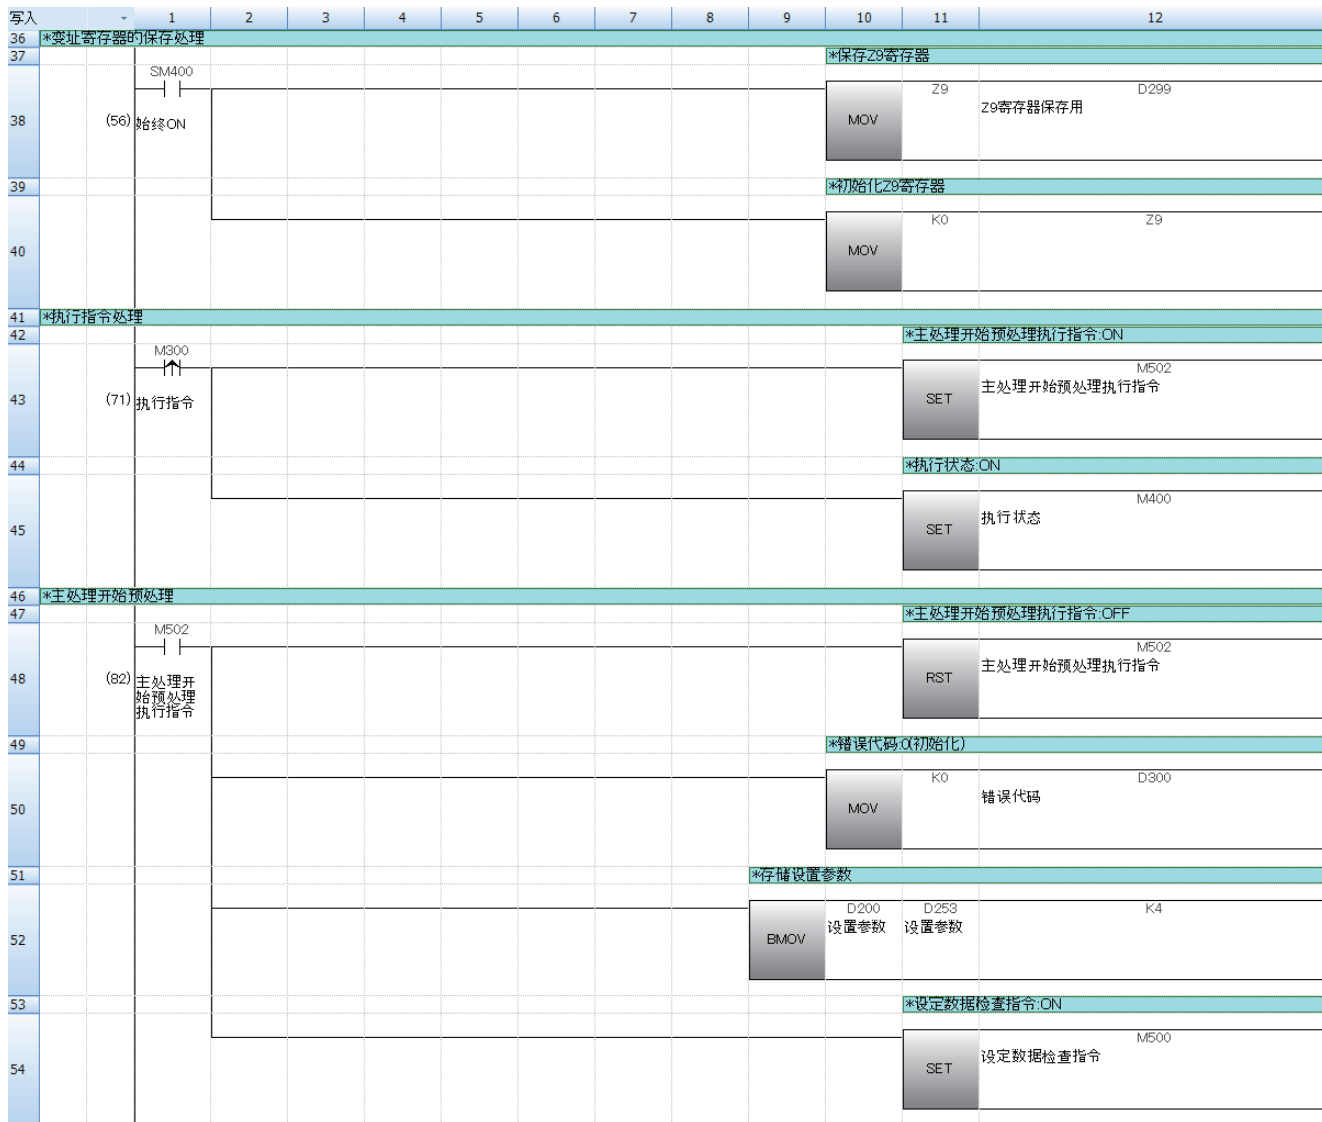 写入 1 2 3 4 5 6 7 8 9 10 11 12
36 *变址寄存器的保存处理
37 *保存Z9寄存器
SM400 Z9 D299
Z9寄存器保存用
38 (56) 始终ON MOV
39 *初始化Z9寄存器
K0 Z9
40 MOV
41 *执行指令处理
42 *主处理开始预处理执行指令:ON
M300 M502
主处理开始预处理执行指令
43 (71) 执行指令 SET
44 *执行状态:ON
M400
执行状态
45 SET
46 *主处理开始预处理
47 *主处理开始预处理执行指令:OFF
M502 M502
主处理开始预处理执行指令
48 (82) 主处理开 RST
始预处理
执行指令
49 *错误代码:0(初始化)
K0 D300
错误代码
50 MOV
51 *存储设置参数
D200 D253 K4
设置参数 设置参数
52 BMOV
53 *设定数据检查指令:ON
M500
设定数据检查指令
54 SET